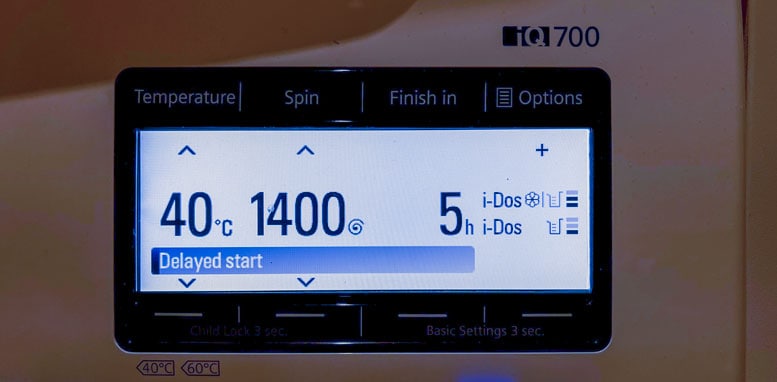 iQ700
Temperature Spin Finish in Options
40°C 1400 5h i-Dos
i-Dos
Delayed start
Child Lock 3 sec. Basic Settings 3 sec.
40°C 60°C